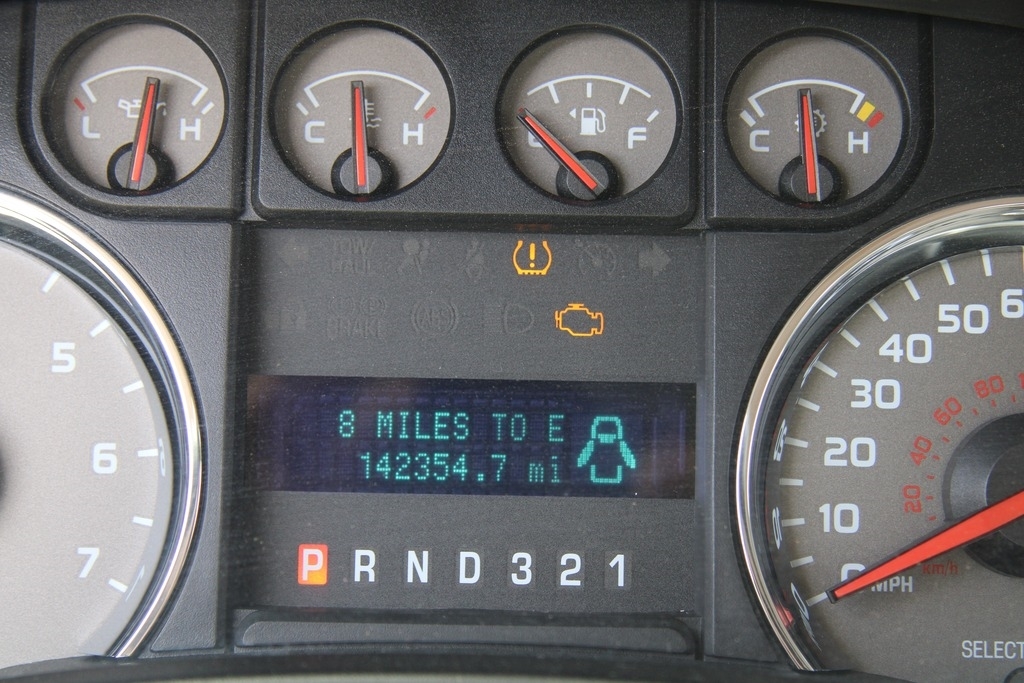 L H
C H
F
C H
TOW HAUL
ABS
8 MILES TO E
142354.7 mi
P R N D 3 2 1
5
6
7
50
40
30
20
10
0
MPH
km/h
20
40
60
80
SELECT